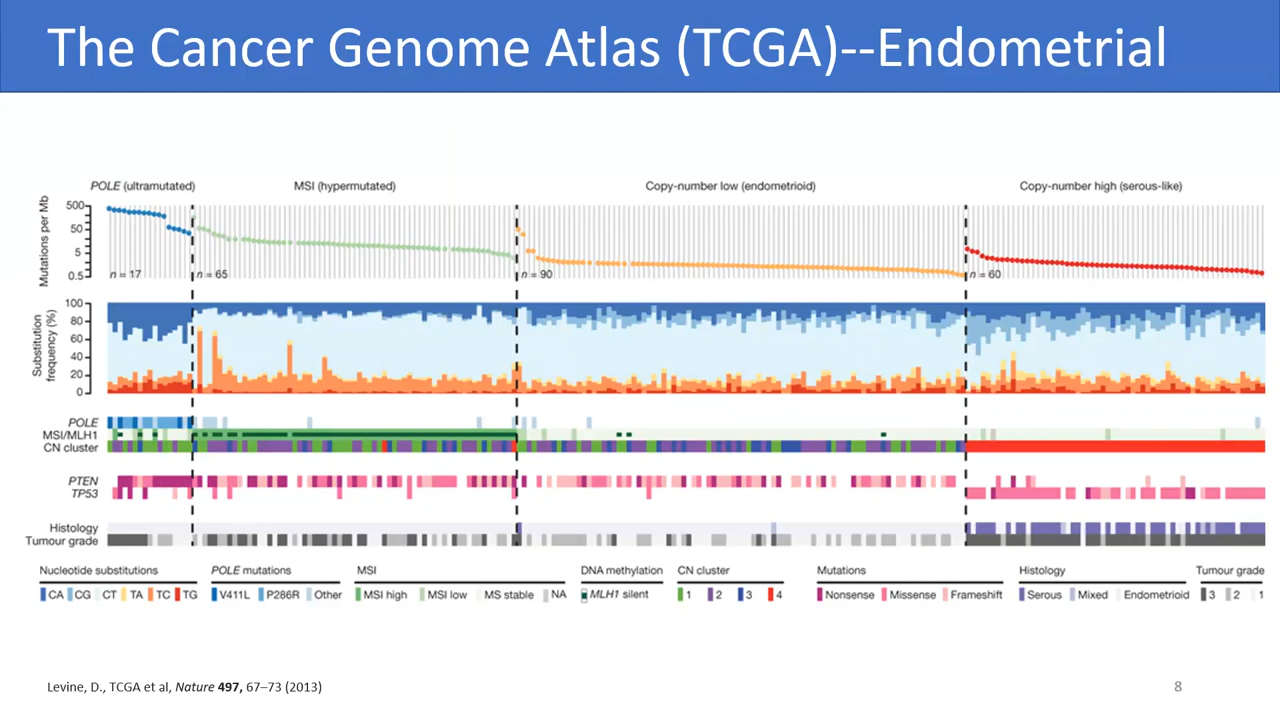 The Cancer Genome Atlas (TCGA)--Endometrial
POLE (ultramutated) MSI (hypermutated) Copy-number low (endometrioid) Copy-number high (serous-like)
Mutations per Mb
500
50
5
0.5
n = 17 n = 65 n = 90 n = 60
Substitution
frequency (%)
100
80
60
40
20
0
POLE
MSI/MLH1
CN cluster
PTEN
TP53
Histology
Tumour grade
Nucleotide substitutions POLE mutations MSI DNA methylation CN cluster Mutations Histology Tumour grade
CA CG CT TA TC TG V411L P286R Other MSI high MSI low MS stable NA MLH1 silent 1 2 3 4 Nonsense Missense Frameshift Serous Mixed Endometrioid 3 2 1
Levine, D., TCGA et al, Nature 497, 67–73 (2013)
8